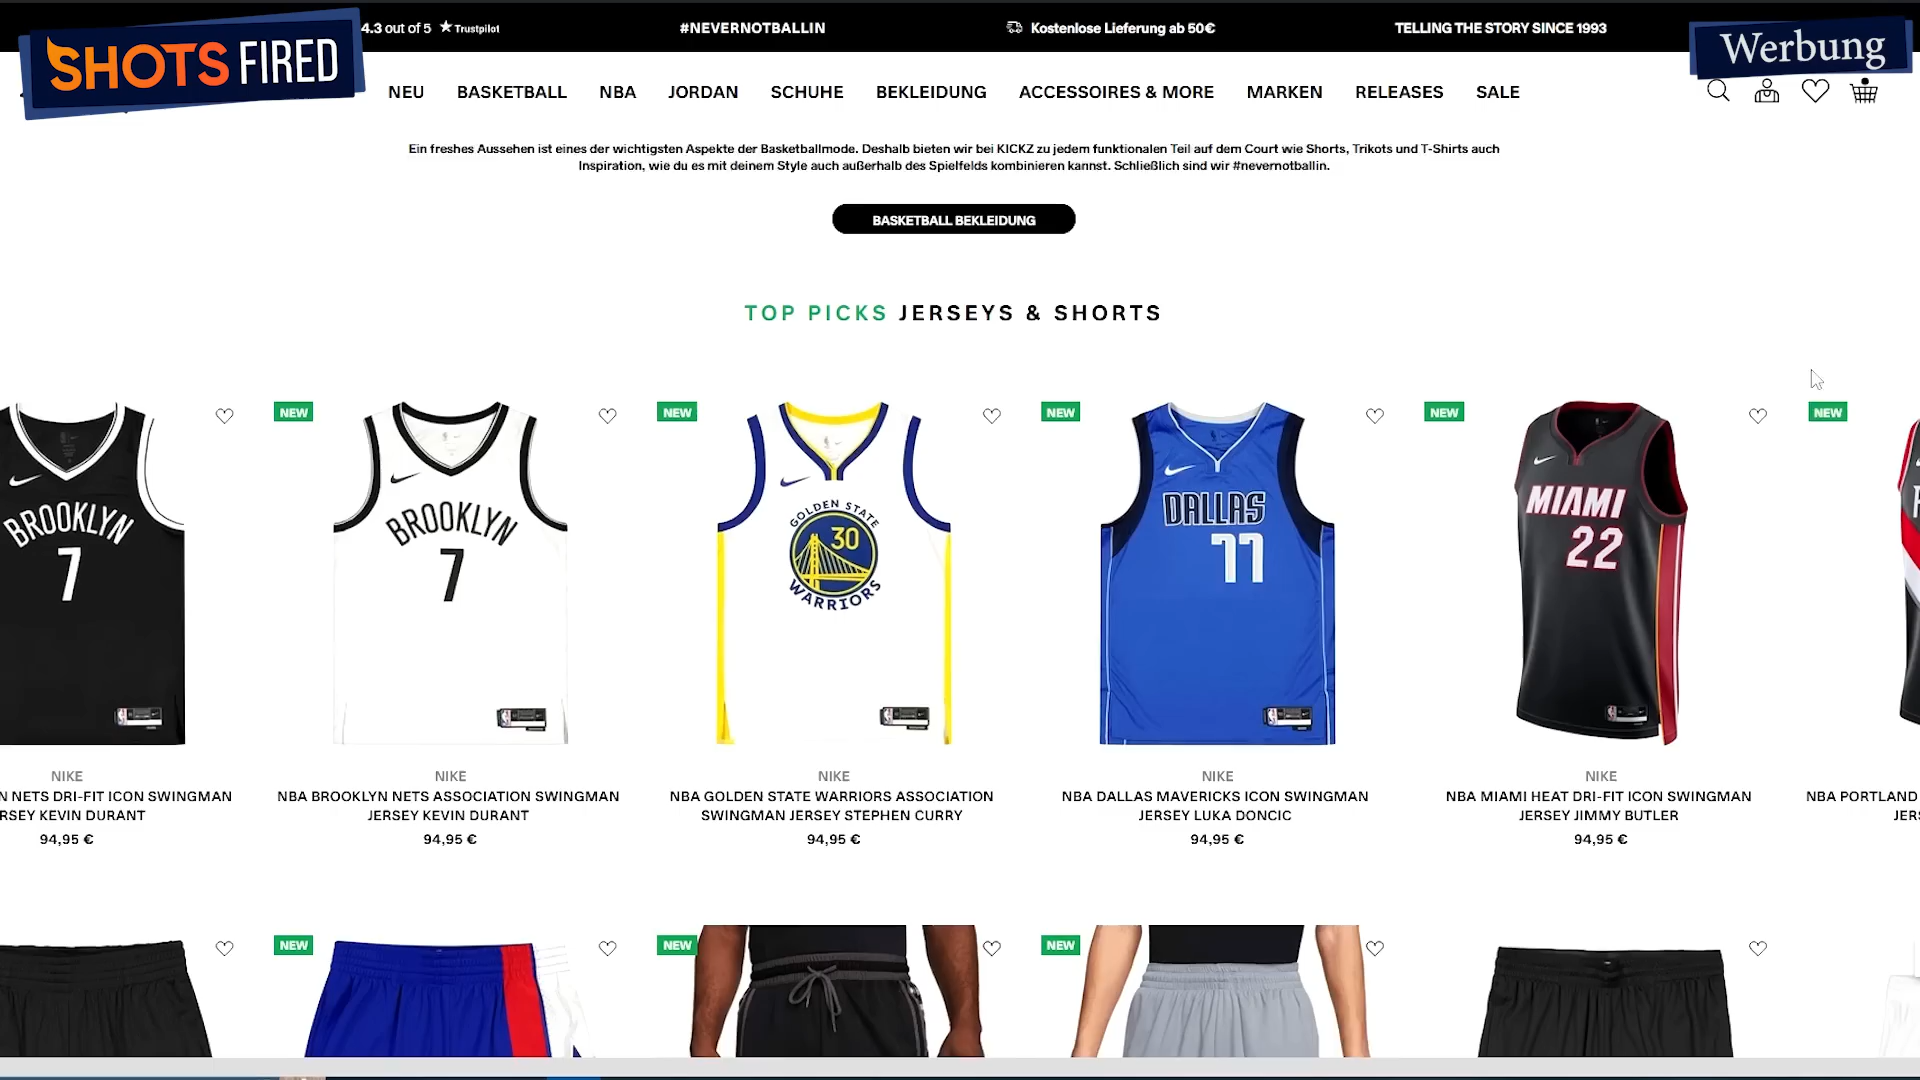 SHOTS FIRED
4.3 out of 5 Trustpilot
#NEVERNOTBALLIN
Kostenlose Lieferung ab 50€
TELLING THE STORY SINCE 1993
Werbung
NEU BASKETBALL NBA JORDAN SCHUHE BEKLEIDUNG ACCESSOIRES & MORE MARKEN RELEASES SALE
Ein freshes Aussehen ist eines der wichtigsten Aspekte der Basketballmode. Deshalb bieten wir bei KICKZ zu jedem funktionalen Teil auf dem Court wie Shorts, Trikots und T-Shirts auch
Inspiration, wie du es mit deinem Style auch außerhalb des Spielfelds kombinieren kannst. Schließlich sind wir #nevernotballin.
BASKETBALL BEKLEIDUNG
TOP PICKS JERSEYS & SHORTS
NEW
NEW
NEW
NEW
NEW
BROOKLYN
7
BROOKLYN
7
GOLDEN STATE
30
WARRIORS
DALLAS
77
MIAMI
22
NIKE
N NETS DRI-FIT ICON SWINGMAN
RSEY KEVIN DURANT
94,95 €
NIKE
NBA BROOKLYN NETS ASSOCIATION SWINGMAN
JERSEY KEVIN DURANT
94,95 €
NIKE
NBA GOLDEN STATE WARRIORS ASSOCIATION
SWINGMAN JERSEY STEPHEN CURRY
94,95 €
NIKE
NBA DALLAS MAVERICKS ICON SWINGMAN
JERSEY LUKA DONCIC
94,95 €
NIKE
NBA MIAMI HEAT DRI-FIT ICON SWINGMAN
JERSEY JIMMY BUTLER
94,95 €
NBA PORTLAND
JER
NEW
NEW
NEW